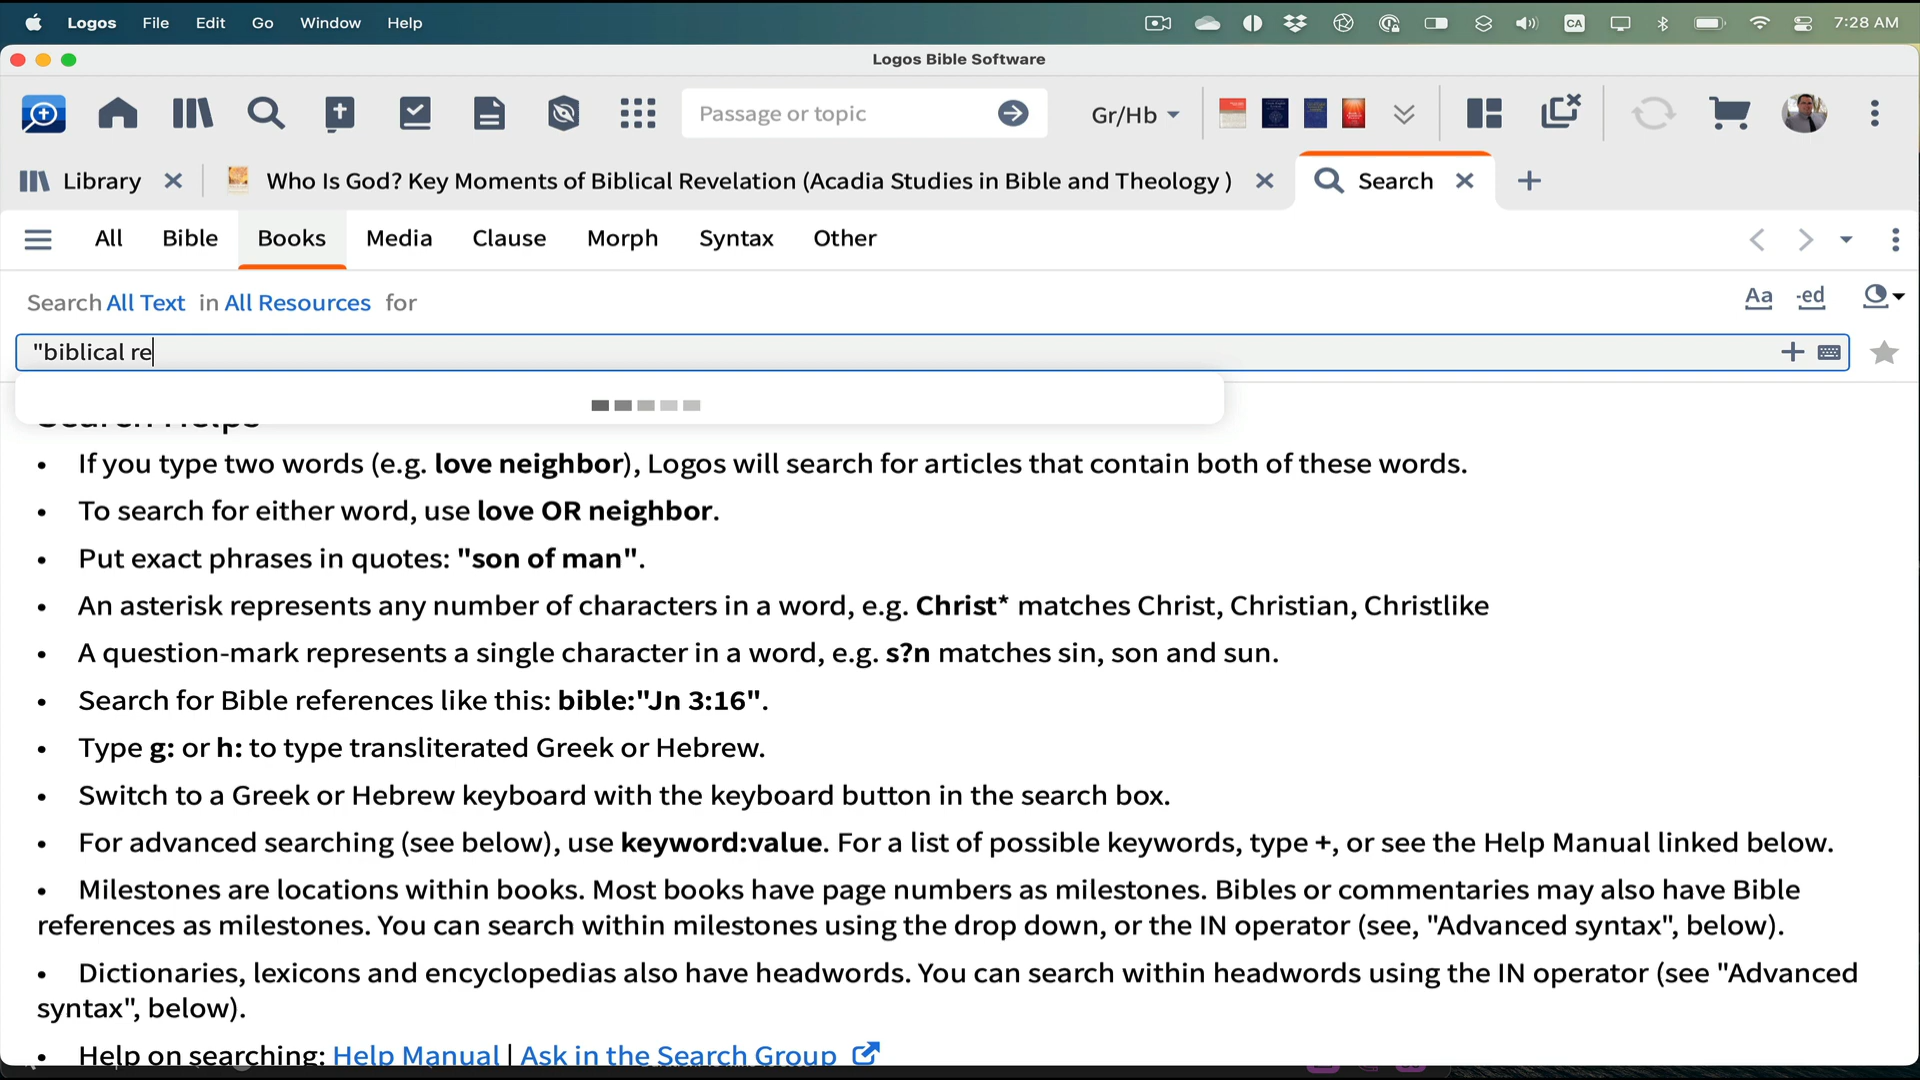 Logos File Edit Go Window Help CA 7:28 AM
Logos Bible Software
Passage or topic Gr/Hb
Library Who Is God? Key Moments of Biblical Revelation (Acadia Studies in Bible and Theology ) Search
All Bible Books Media Clause Morph Syntax Other
Search All Text in All Resources for Aa -ed
"biblical re
Search Helps
• If you type two words (e.g. love neighbor), Logos will search for articles that contain both of these words.
• To search for either word, use love OR neighbor.
• Put exact phrases in quotes: "son of man".
• An asterisk represents any number of characters in a word, e.g. Christ* matches Christ, Christian, Christlike
• A question-mark represents a single character in a word, e.g. s?n matches sin, son and sun.
• Search for Bible references like this: bible:"Jn 3:16".
• Type g: or h: to type transliterated Greek or Hebrew.
• Switch to a Greek or Hebrew keyboard with the keyboard button in the search box.
• For advanced searching (see below), use keyword:value. For a list of possible keywords, type +, or see the Help Manual linked below.
• Milestones are locations within books. Most books have page numbers as milestones. Bibles or commentaries may also have Bible
references as milestones. You can search within milestones using the drop down, or the IN operator (see, "Advanced syntax", below).
• Dictionaries, lexicons and encyclopedias also have headwords. You can search within headwords using the IN operator (see "Advanced
syntax", below).
• Help on searching: Help Manual | Ask in the Search Group